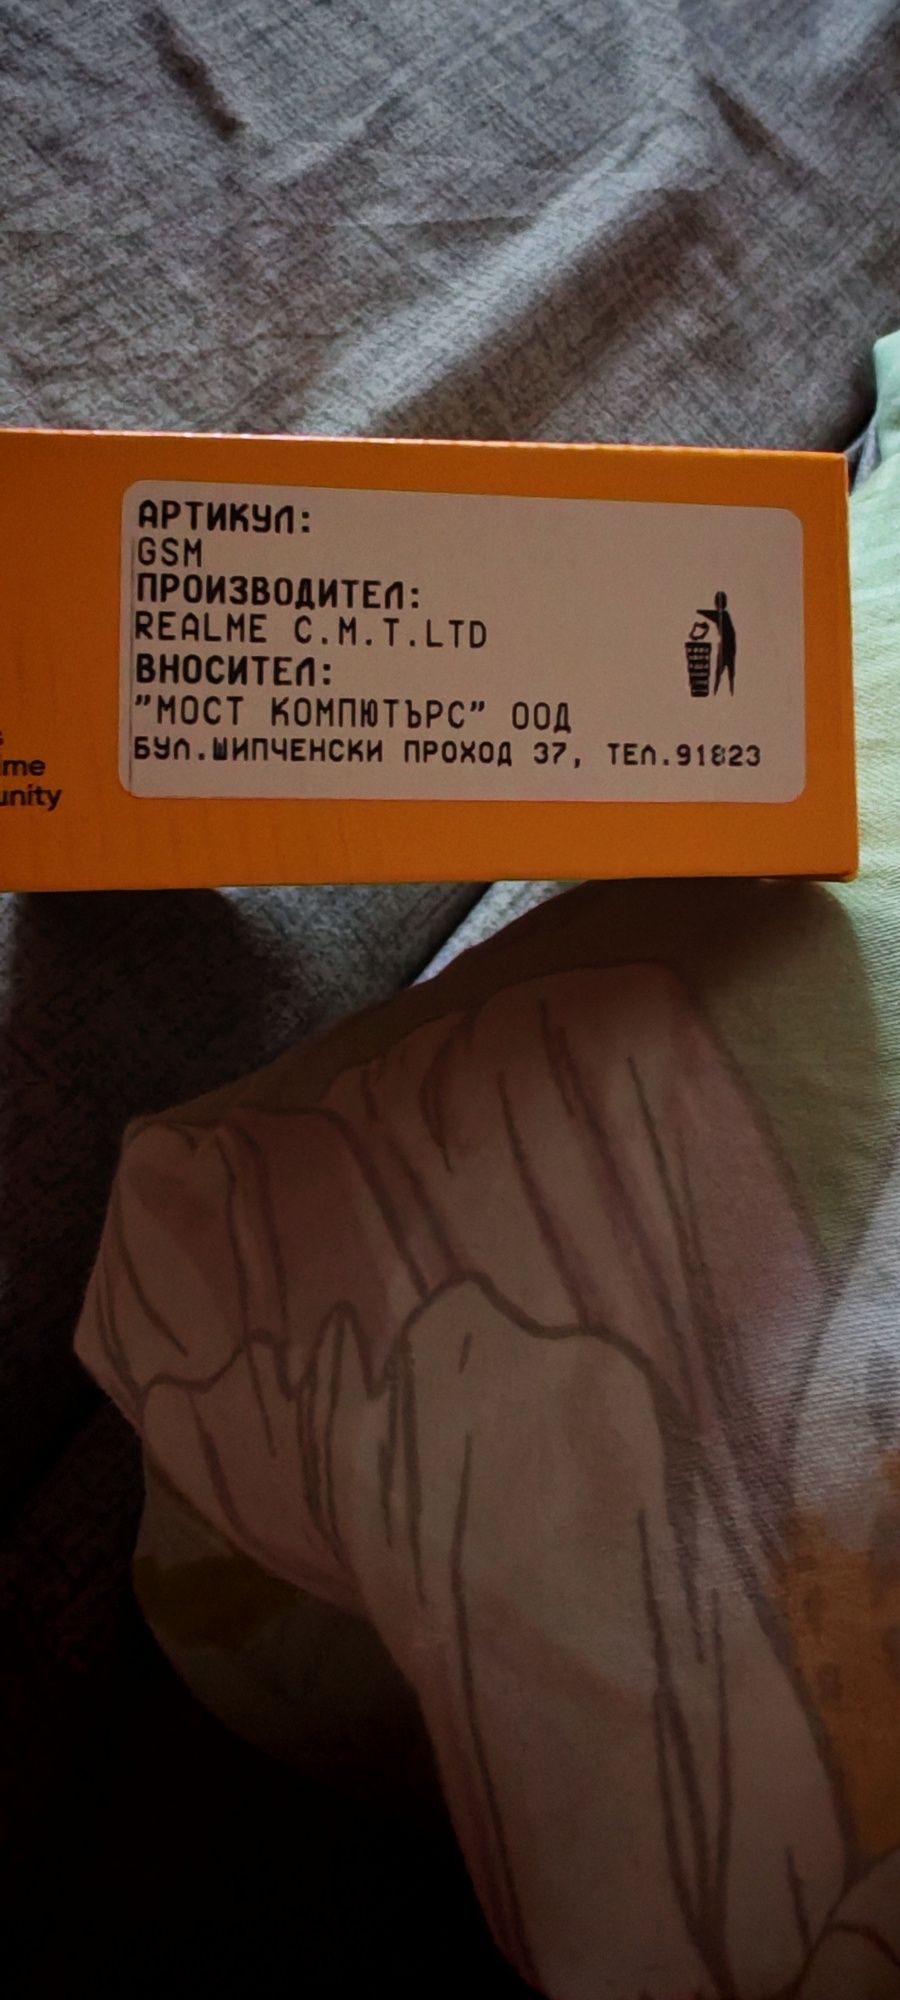 АРТИКУЛ:
GSM
ПРОИЗВОДИТЕЛ:
REALME C.M.T.LTD
ВНОСИТЕЛ:
"МОСТ КОМПЮТЪРС" ООД
БУЛ.ШИПЧЕНСКИ ПРОХОД 37, ТЕЛ.91823